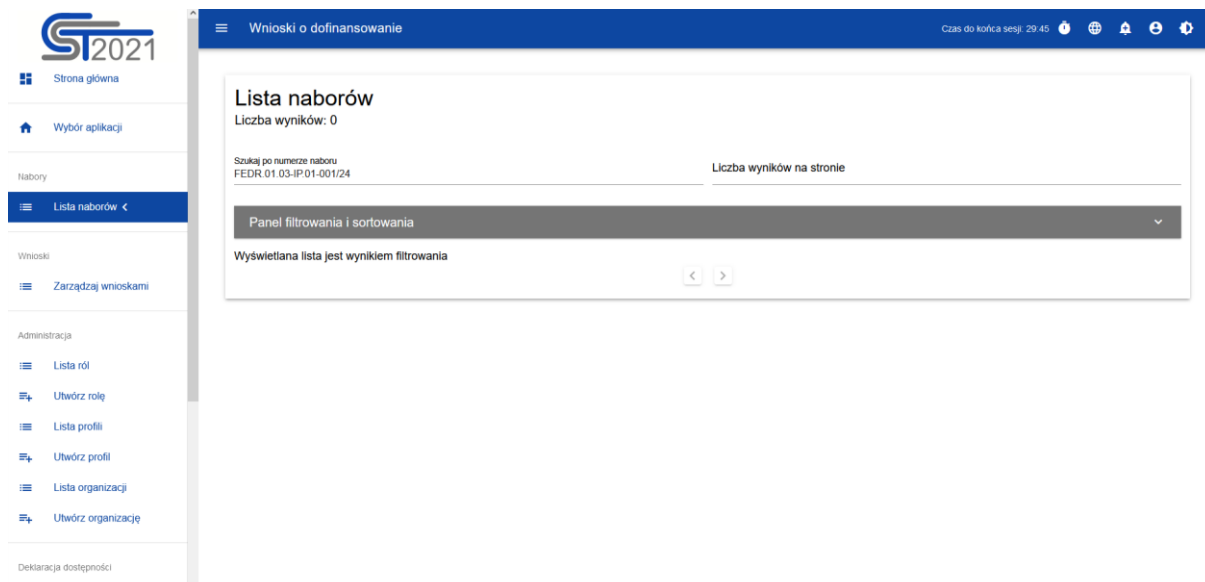 ST2021
Wnioski o dofinansowanie
Czas do końca sesji: 29:45
Strona główna
Wybór aplikacji
Nabory
Lista naborów
Wnioski
Zarządzaj wnioskami
Administracja
Lista ról
Utwórz rolę
Lista profili
Utwórz profil
Lista organizacji
Utwórz organizację
Deklaracja dostępności
Lista naborów
Liczba wyników: 0
Szukaj po numerze naboru
FEDR.01.03-IP.01-001/24
Liczba wyników na stronie
Panel filtrowania i sortowania
Wyświetlana lista jest wynikiem filtrowania